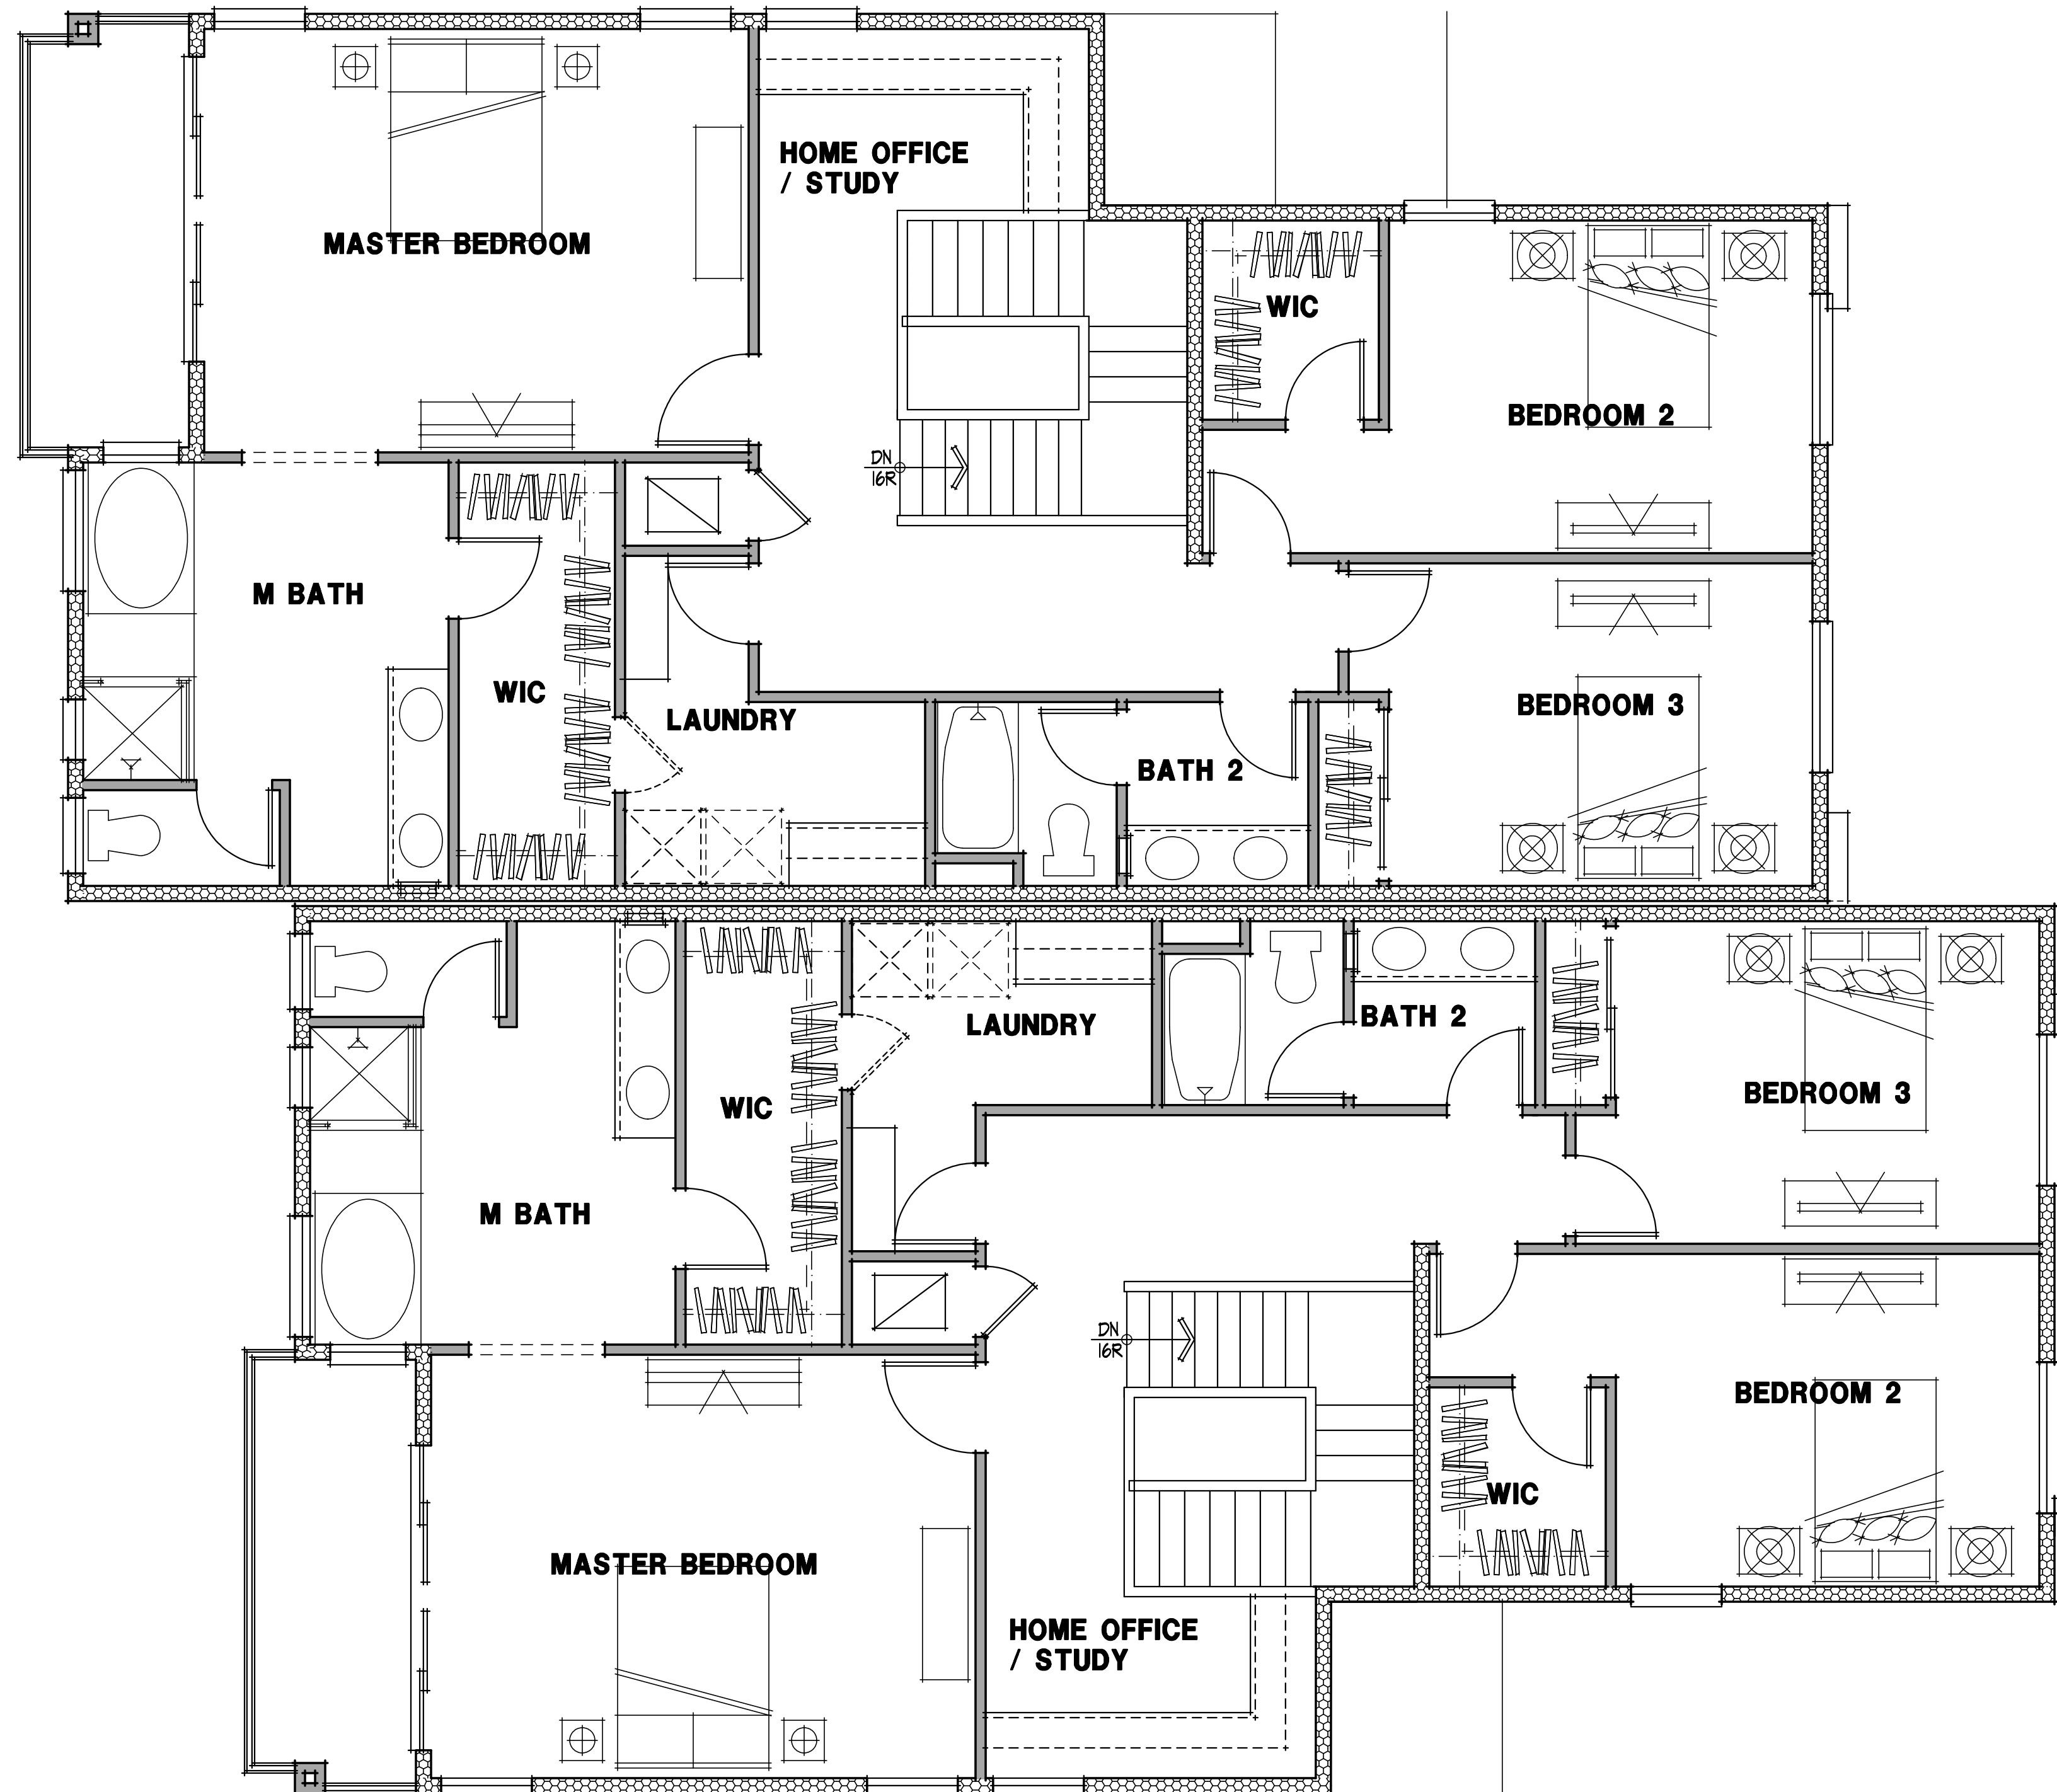 HOME OFFICE
/ STUDY
MASTER BEDROOM
WIC
BEDROOM 2
DN
16R
M BATH
WIC
LAUNDRY
BEDROOM 3
BATH 2
LAUNDRY
BATH 2
BEDROOM 3
WIC
M BATH
DN
16R
BEDROOM 2
WIC
MASTER BEDROOM
HOME OFFICE
/ STUDY